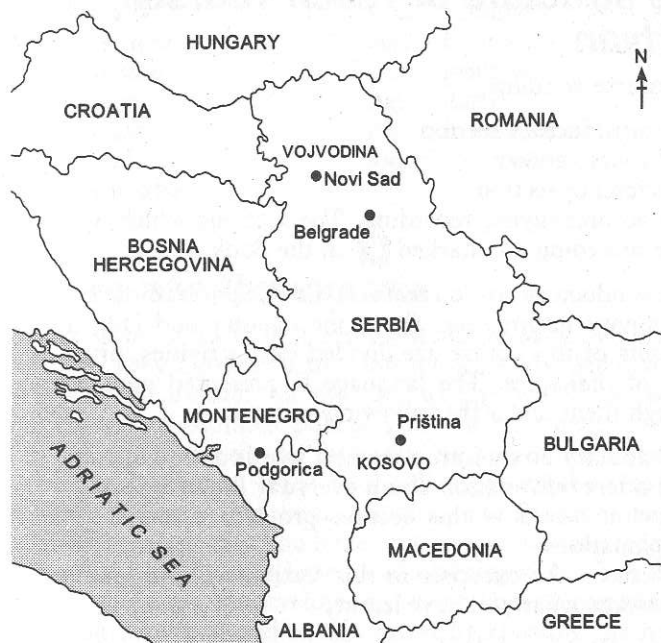 HUNGARY
N
CROATIA
ROMANIA
VOJVODINA
Novi Sad
Belgrade
BOSNIA
HERCEGOVINA
SERBIA
MONTENEGRO
Priština
Podgorica
KOSOVO
BULGARIA
ADRIATIC SEA
MACEDONIA
ALBANIA
GREECE